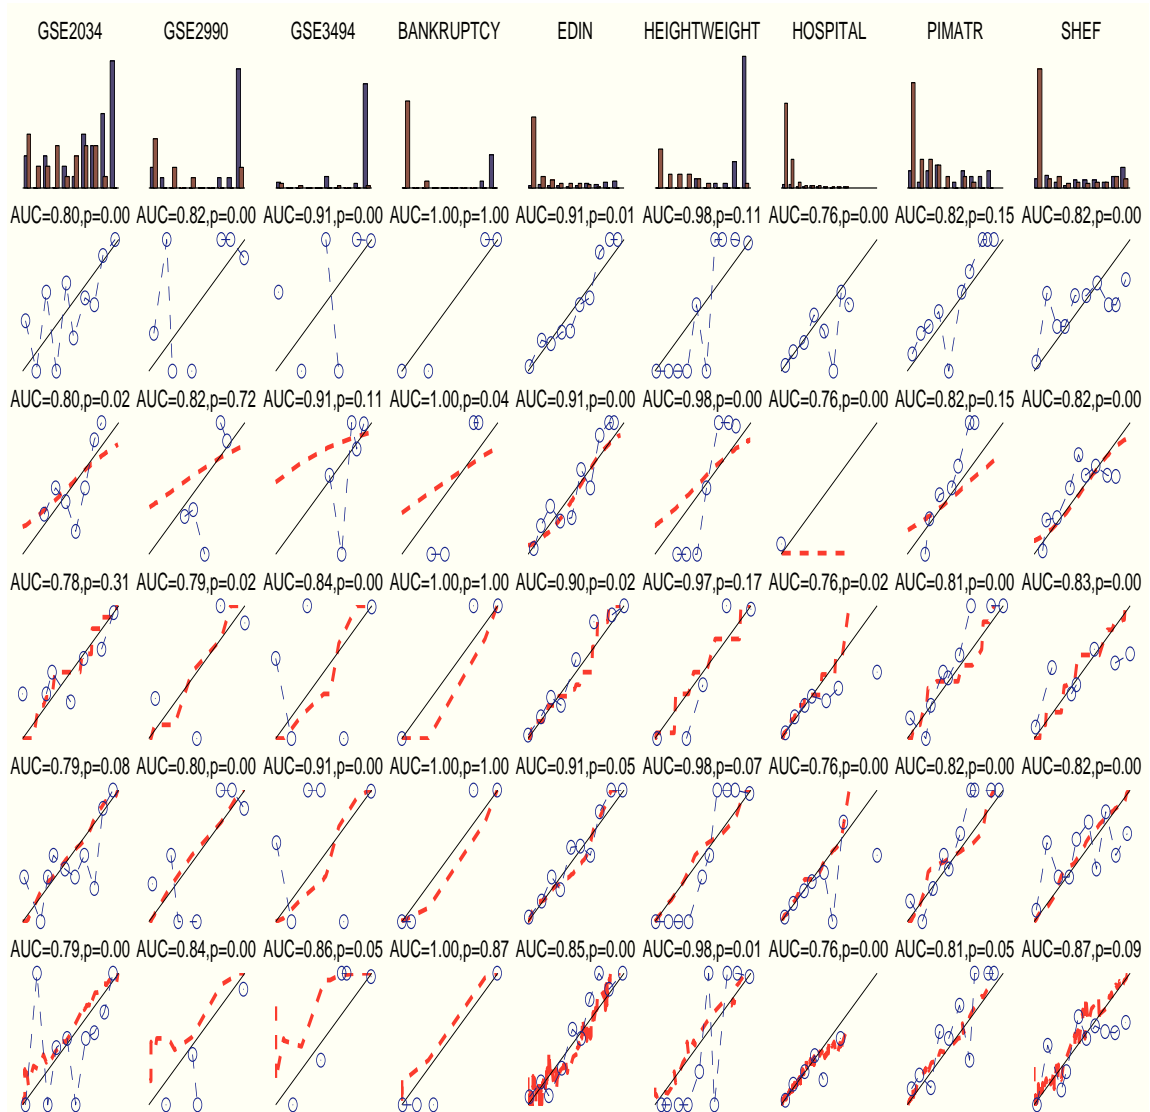 GSE2034 GSE2990 GSE3494 BANKRUPTCY EDIN HEIGHTWEIGHT HOSPITAL PIMATR SHEF
AUC=0.80,p=0.00 AUC=0.82,p=0.00 AUC=0.91,p=0.00 AUC=1.00,p=1.00 AUC=0.91,p=0.01 AUC=0.98,p=0.11 AUC=0.76,p=0.00 AUC=0.82,p=0.15 AUC=0.82,p=0.00
AUC=0.80,p=0.02 AUC=0.82,p=0.72 AUC=0.91,p=0.11 AUC=1.00,p=0.04 AUC=0.91,p=0.00 AUC=0.98,p=0.00 AUC=0.76,p=0.00 AUC=0.82,p=0.15 AUC=0.82,p=0.00
AUC=0.78,p=0.31 AUC=0.79,p=0.02 AUC=0.84,p=0.00 AUC=1.00,p=1.00 AUC=0.90,p=0.02 AUC=0.97,p=0.17 AUC=0.76,p=0.02 AUC=0.81,p=0.00 AUC=0.83,p=0.00
AUC=0.79,p=0.08 AUC=0.80,p=0.00 AUC=0.91,p=0.00 AUC=1.00,p=1.00 AUC=0.91,p=0.05 AUC=0.98,p=0.07 AUC=0.76,p=0.00 AUC=0.82,p=0.00 AUC=0.82,p=0.00
AUC=0.79,p=0.00 AUC=0.84,p=0.00 AUC=0.86,p=0.05 AUC=1.00,p=0.87 AUC=0.85,p=0.00 AUC=0.98,p=0.01 AUC=0.76,p=0.00 AUC=0.81,p=0.05 AUC=0.87,p=0.09